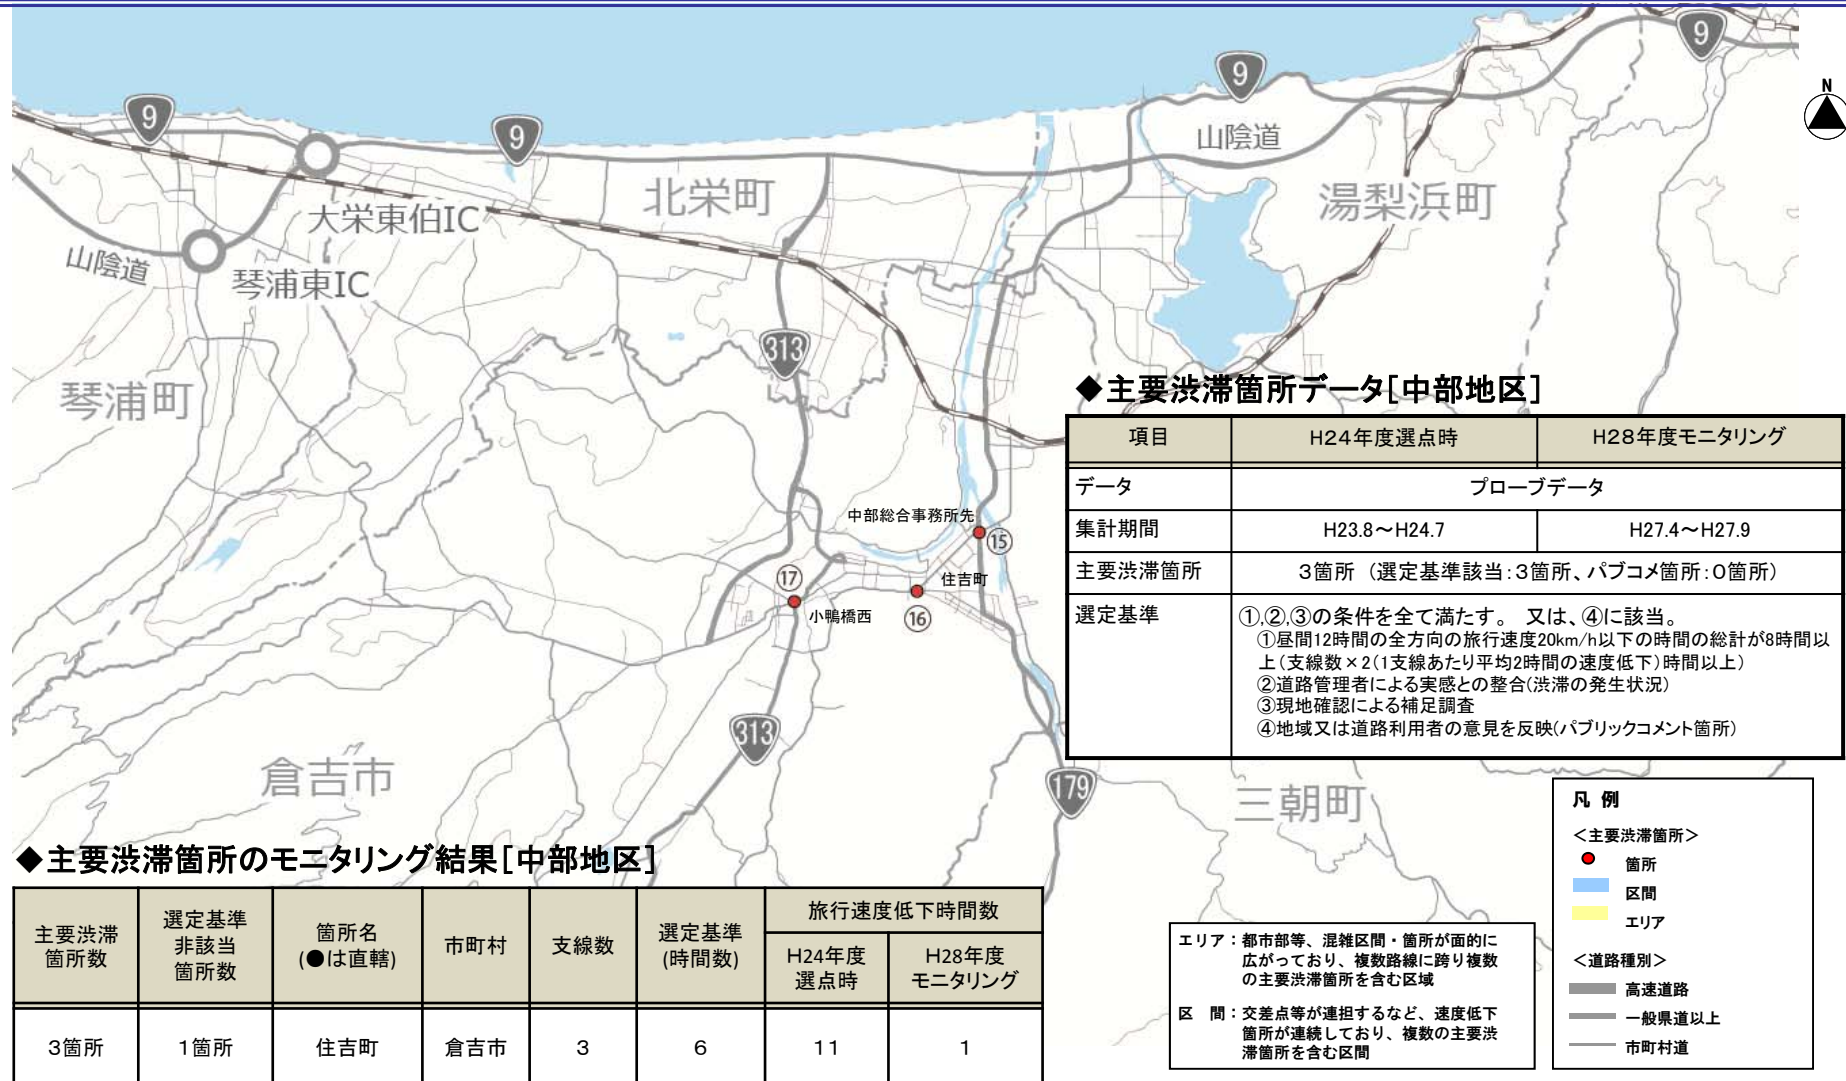 9
9
9
9
N
山陰道
北栄町
湯梨浜町
大栄東伯IC
山陰道
琴浦東IC
313
琴浦町
◆主要渋滞箇所データ[中部地区]
項目 H24年度選点時 H28年度モニタリング
データ プローブデータ
集計期間 H23.8～H24.7 H27.4～H27.9
主要渋滞箇所 3箇所（選定基準該当:3箇所、パブコメ箇所:0箇所）
選定基準 ①,②,③の条件を全て満たす。 又は、④に該当。
①昼間12時間の全方向の旅行速度20km/h以下の時間の総計が8時間以
上(支線数×2(1支線あたり平均2時間の速度低下)時間以上)
②道路管理者による実感との整合(渋滞の発生状況)
③現地確認による補足調査
④地域又は道路利用者の意見を反映(パブリックコメント箇所)
中部総合事務所先
⑮
住吉町
⑯
⑰
小鴨橋西
313
倉吉市
179
三朝町
◆主要渋滞箇所のモニタリング結果[中部地区]
主要渋滞
箇所数
選定基準
非該当
箇所数
箇所名
(●は直轄)
市町村
支線数
選定基準
(時間数)
旅行速度低下時間数
H24年度
選点時
H28年度
モニタリング
3箇所 1箇所 住吉町 倉吉市 3 6 11 1
エリア：都市部等、混雑区間・箇所が面的に
広がっており、複数路線に跨り複数
の主要渋滞箇所を含む区域
区　間：交差点等が連担するなど、速度低下
箇所が連続しており、複数の主要渋
滞箇所を含む区間
凡 例
＜主要渋滞箇所＞
箇所
区間
エリア
＜道路種別＞
高速道路
一般県道以上
市町村道